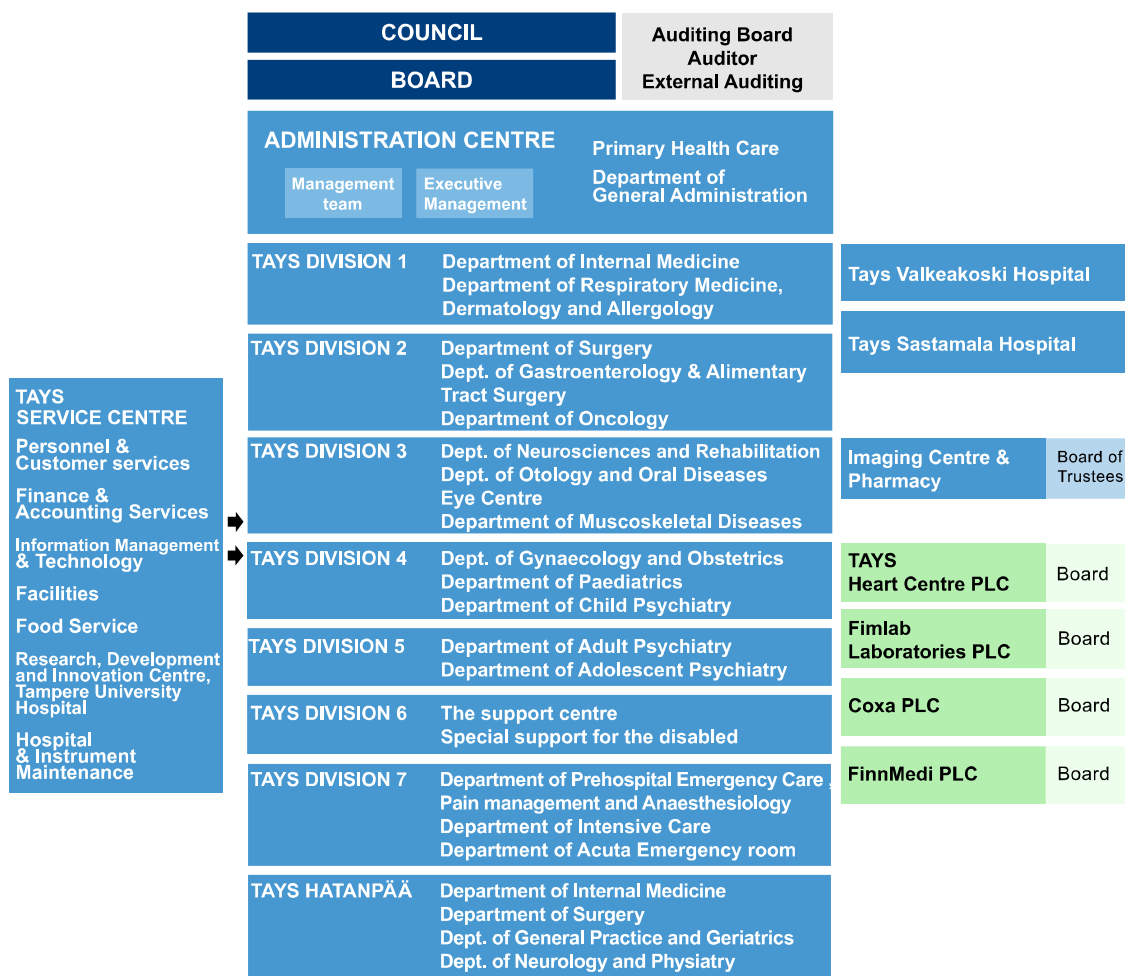 COUNCIL
BOARD
Auditing Board
Auditor
External Auditing
ADMINISTRATION CENTRE
Management
team
Executive
Management
Primary Health Care
Department of
General Administration
TAYS
SERVICE CENTRE
Personnel &
Customer services
Finance &
Accounting Services
Information Management
& Technology
Facilities
Food Service
Research, Development
and Innovation Centre,
Tampere University
Hospital
Hospital
& Instrument
Maintenance
TAYS DIVISION 1
Department of Internal Medicine
Department of Respiratory Medicine,
Dermatology and Allergology
TAYS DIVISION 2
Department of Surgery
Dept. of Gastroenterology & Alimentary
Tract Surgery
Department of Oncology
TAYS DIVISION 3
Dept. of Neurosciences and Rehabilitation
Dept. of Otology and Oral Diseases
Eye Centre
Department of Muscoskeletal Diseases
TAYS DIVISION 4
Dept. of Gynaecology and Obstetrics
Department of Paediatrics
Department of Child Psychiatry
TAYS DIVISION 5
Department of Adult Psychiatry
Department of Adolescent Psychiatry
TAYS DIVISION 6
The support centre
Special support for the disabled
TAYS DIVISION 7
Department of Prehospital Emergency Care ,
Pain management and Anaesthesiology
Department of Intensive Care
Department of Acuta Emergency room
TAYS HATANPÄÄ
Department of Internal Medicine
Department of Surgery
Dept. of General Practice and Geriatrics
Dept. of Neurology and Physiatry
Tays Valkeakoski Hospital
Tays Sastamala Hospital
Imaging Centre &
Pharmacy
Board of
Trustees
TAYS
Heart Centre PLC
Board
Fimlab
Laboratories PLC
Board
Coxa PLC
Board
FinnMedi PLC
Board